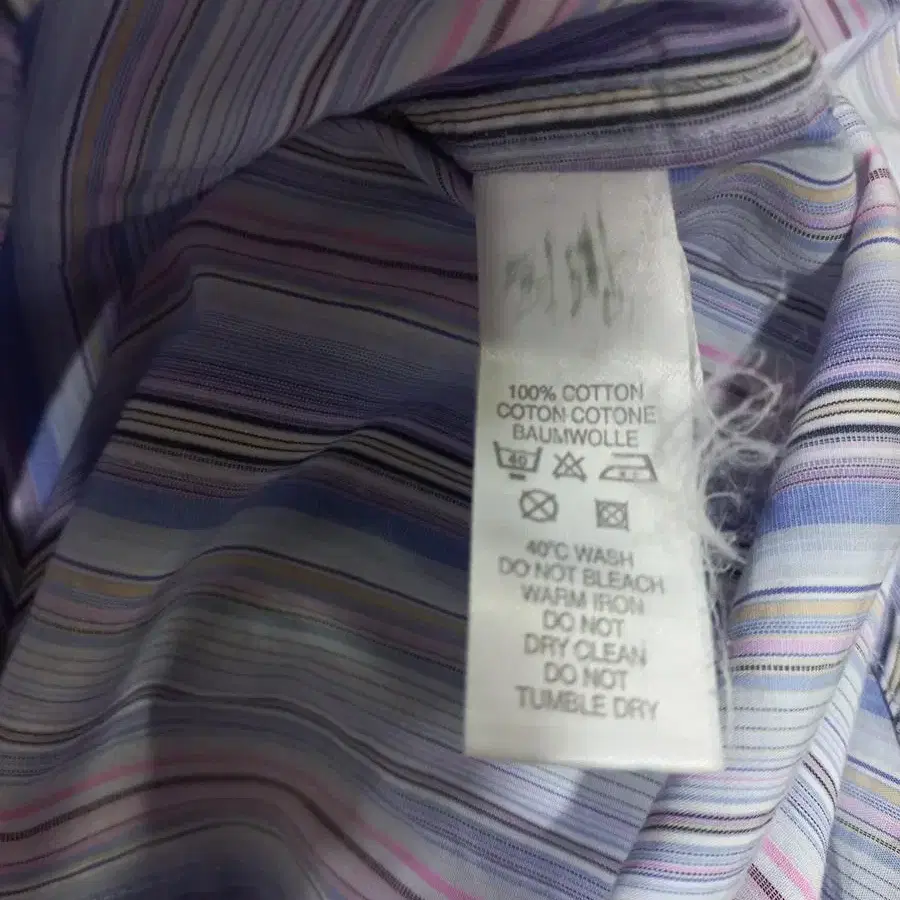 100% COTTON
COTON COTONE
BAUMWOLLE
40
40°C WASH
DO NOT BLEACH
WARM IRON
DO NOT
DRY CLEAN
DO NOT
TUMBLE DRY